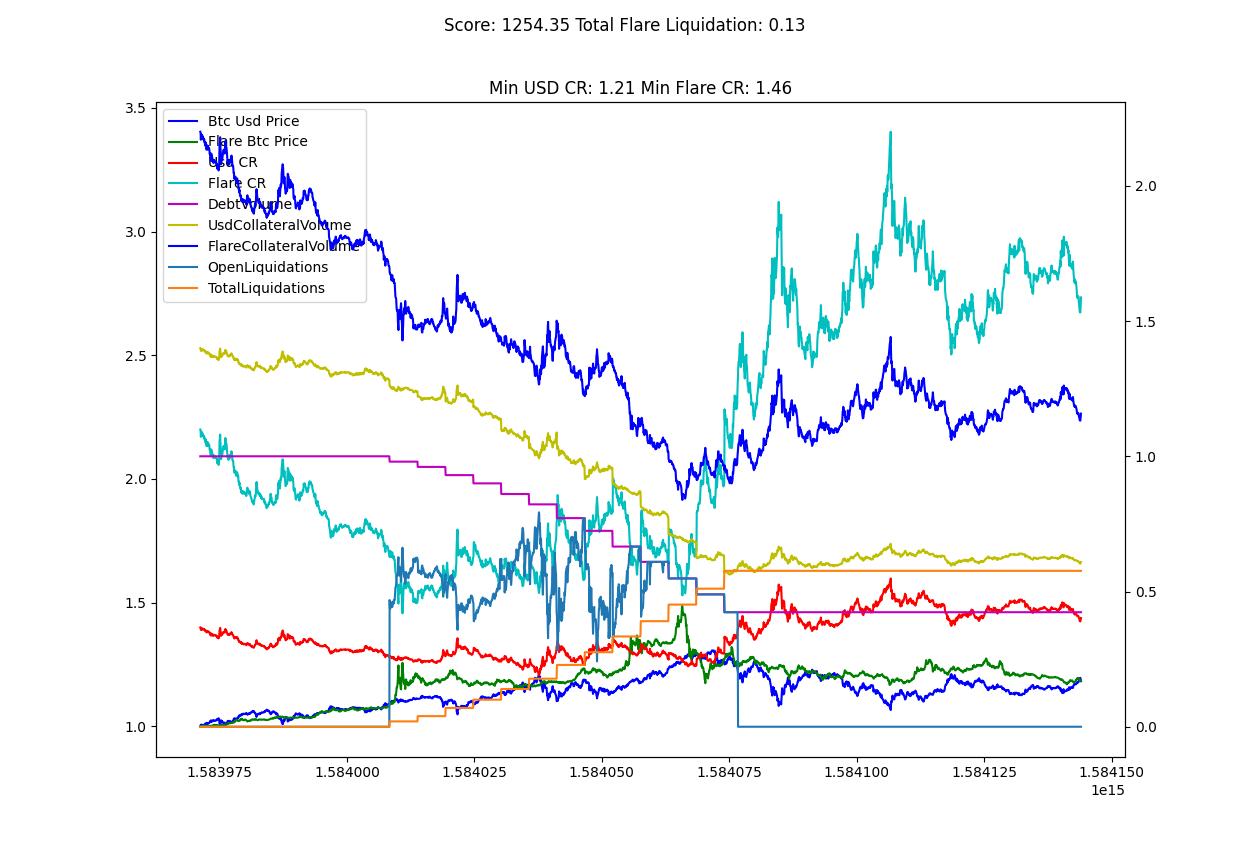 Score: 1254.35 Total Flare Liquidation: 0.13
Min USD CR: 1.21 Min Flare CR: 1.46
Btc Usd Price
Flare Btc Price
Usd CR
Flare CR
DebtVolume
UsdCollateralVolume
FlareCollateralVolume
OpenLiquidations
TotalLiquidations
3.5
3.0
2.5
2.0
1.5
1.0
2.0
1.5
1.0
0.5
0.0
1.583975
1.584000
1.584025
1.584050
1.584075
1.584100
1.584125
1.584150
1e15